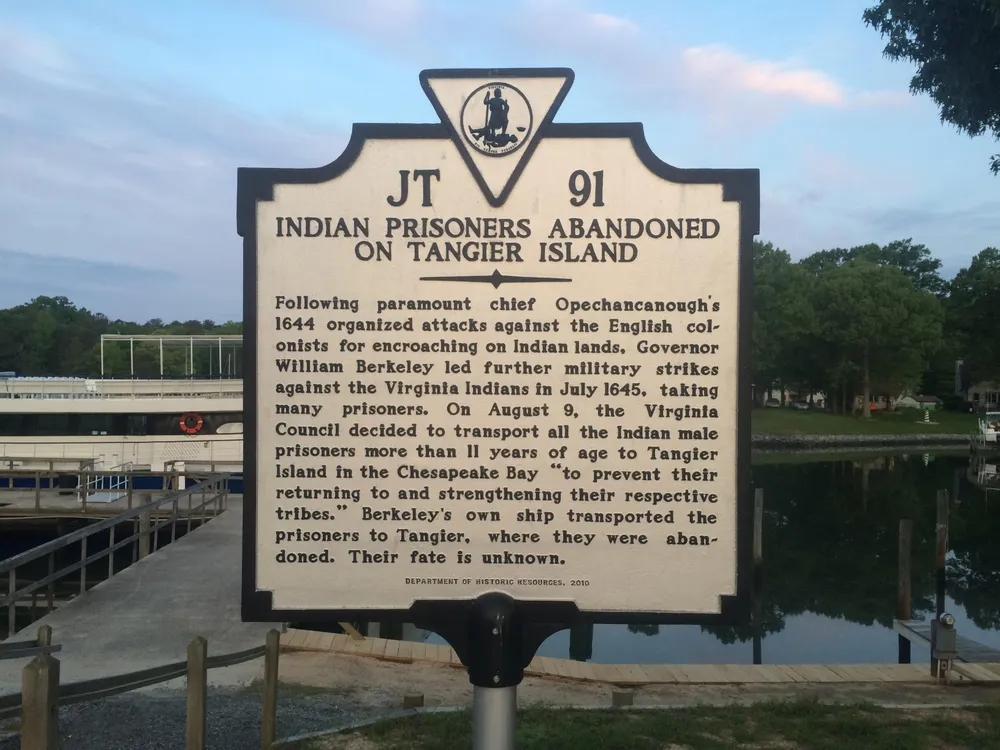 JT 91
INDIAN PRISONERS ABANDONED
ON TANGIER ISLAND
Following paramount chief Opechancanough's
1644 organized attacks against the English col-
onists for encroaching on Indian lands, Governor
William Berkeley led further military strikes
against the Virginia Indians in July 1645, taking
many prisoners. On August 9, the Virginia
Council decided to transport all the Indian male
prisoners more than 11 years of age to Tangier
Island in the Chesapeake Bay "to prevent their
returning to and strengthening their respective
tribes." Berkeley's own ship transported the
prisoners to Tangier, where they were aban-
doned. Their fate is unknown.
DEPARTMENT OF HISTORIC RESOURCES, 2010